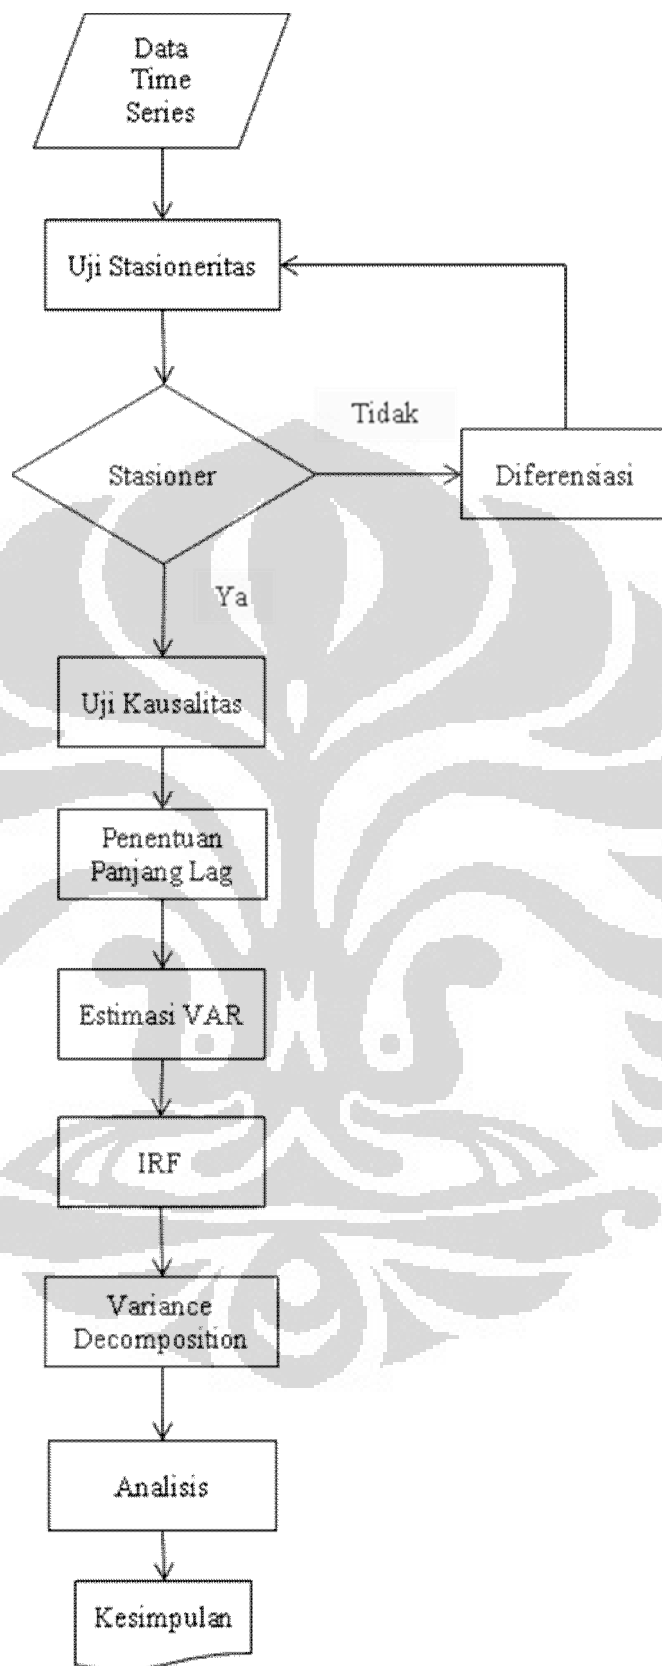 Data
Time
Series
Uji Stasioneritas
Tidak
Stasioner
Diferensiasi
Ya
Uji Kausalitas
Penentuan
Panjang Lag
Estimasi VAR
IRF
Variance
Decomposition
Analisis
Kesimpulan